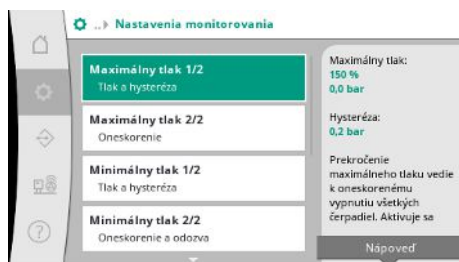 ..▸ Nastavenia monitorovania
Maximálny tlak 1/2
Tlak a hysteréza
Maximálny tlak 2/2
Oneskorenie
Minimálny tlak 1/2
Tlak a hysteréza
Minimálny tlak 2/2
Oneskorenie a odozva
Maximálny tlak:
150 %
0,0 bar
Hysteréza:
0,2 bar
Prekročenie
maximálneho tlaku vedie
k oneskorenému
vypnutiu všetkých
čerpadiel. Aktivuje sa
Nápoveď
?